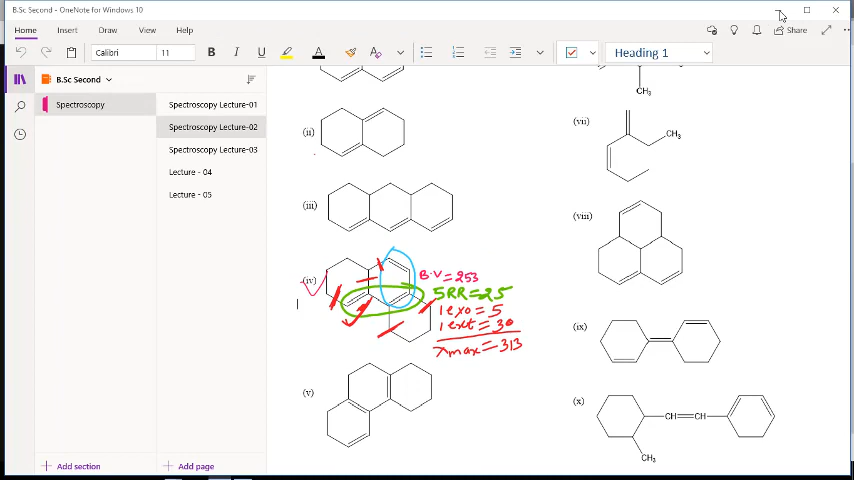 B.Sc Second - OneNote for Windows 10
Home Insert Draw View Help
Share
Calibri 11 B I U A A Heading 1
B.Sc Second
Spectroscopy
Spectroscopy Lecture-01
Spectroscopy Lecture-02
Spectroscopy Lecture-03
Lecture - 04
Lecture - 05
Add section
Add page
(ii)
(iii)
(iv)
B.V = 253
5RR = 25
1 exo = 5
1 ext = 30
λmax = 313
(v)
CH3
(vii)
CH3
(viii)
(ix)
(x)
CH=CH
CH3